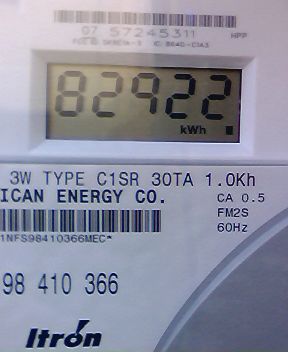 07 57245311
HPP
82922
kWh
3W TYPE C1SR 30TA 1.0Kh
ICAN ENERGY CO.
CA 0.5
FM2S
60Hz
1NFS98410366MEC*
98 410 366
Itron